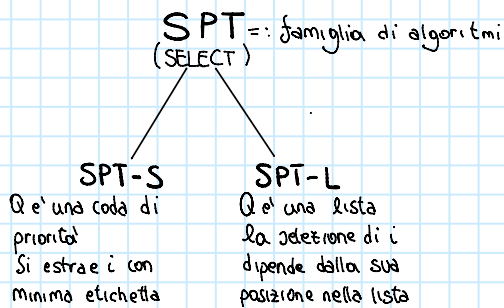 SPT =: famiglia di algoritmi
(SELECT)
SPT-S
Q e' una coda di
priorita'
Si estrae i con
minima etichetta
SPT-L
Q e' una lista
la selezione di i
dipende dalla sua
posizione nella lista